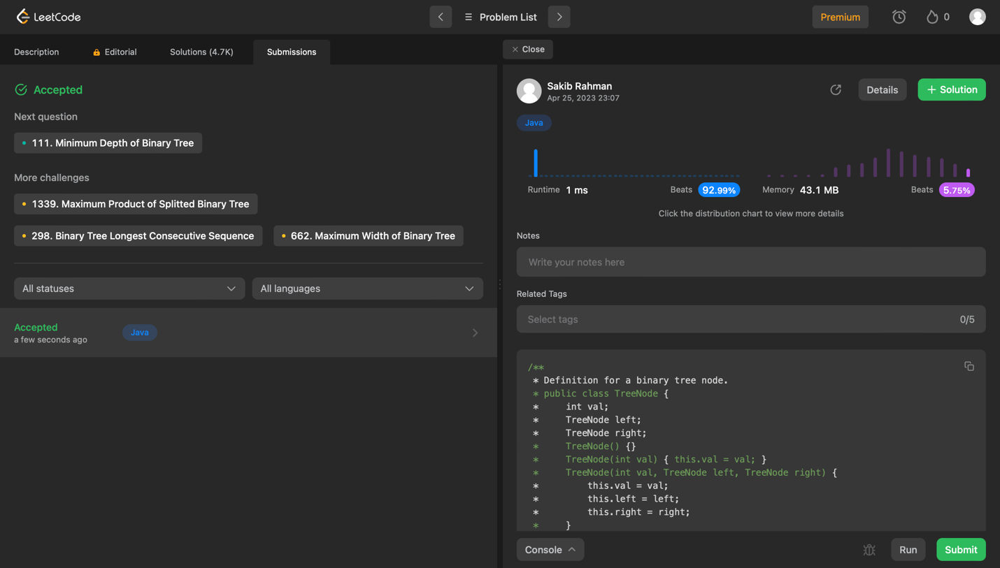 LeetCode
Problem List
Premium
0
Description
Editorial
Solutions (4.7K)
Submissions
Accepted
Next question
111. Minimum Depth of Binary Tree
More challenges
1339. Maximum Product of Splitted Binary Tree
298. Binary Tree Longest Consecutive Sequence
662. Maximum Width of Binary Tree
All statuses
All languages
Accepted
a few seconds ago
Java
Close
Sakib Rahman
Apr 25, 2023 23:07
Details
+ Solution
Java
Runtime 1 ms
Beats 92.99%
Memory 43.1 MB
Beats 5.75%
Click the distribution chart to view more details
Notes
Write your notes here
Related Tags
Select tags
0/5
/**
 * Definition for a binary tree node.
 * public class TreeNode {
 *     int val;
 *     TreeNode left;
 *     TreeNode right;
 *     TreeNode() {}
 *     TreeNode(int val) { this.val = val; }
 *     TreeNode(int val, TreeNode left, TreeNode right) {
 *         this.val = val;
 *         this.left = left;
 *         this.right = right;
 *     }
Console
Run
Submit